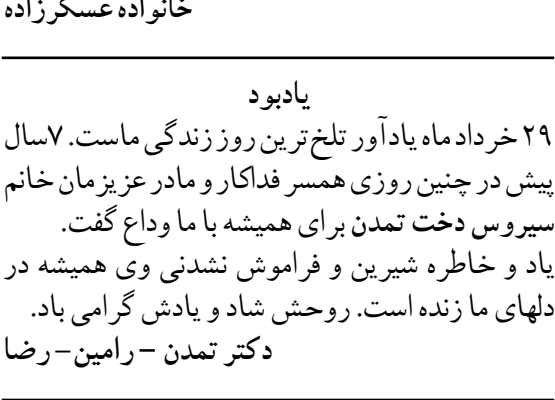 خانواده عسکرزاده
یادبود
۲۹ خرداد ماه یادآور تلخ‌ترین روز زندگی ماست. ۷سال
پیش در چنین روزی همسر فداکار و مادر عزیزمان خانم
سیروس دخت تمدن برای همیشه با ما وداع گفت.
یاد و خاطره شیرین و فراموش نشدنی وی همیشه در
دلهای ما زنده است. روحش شاد و یادش گرامی باد.
دکتر تمدن – رامین – رضا